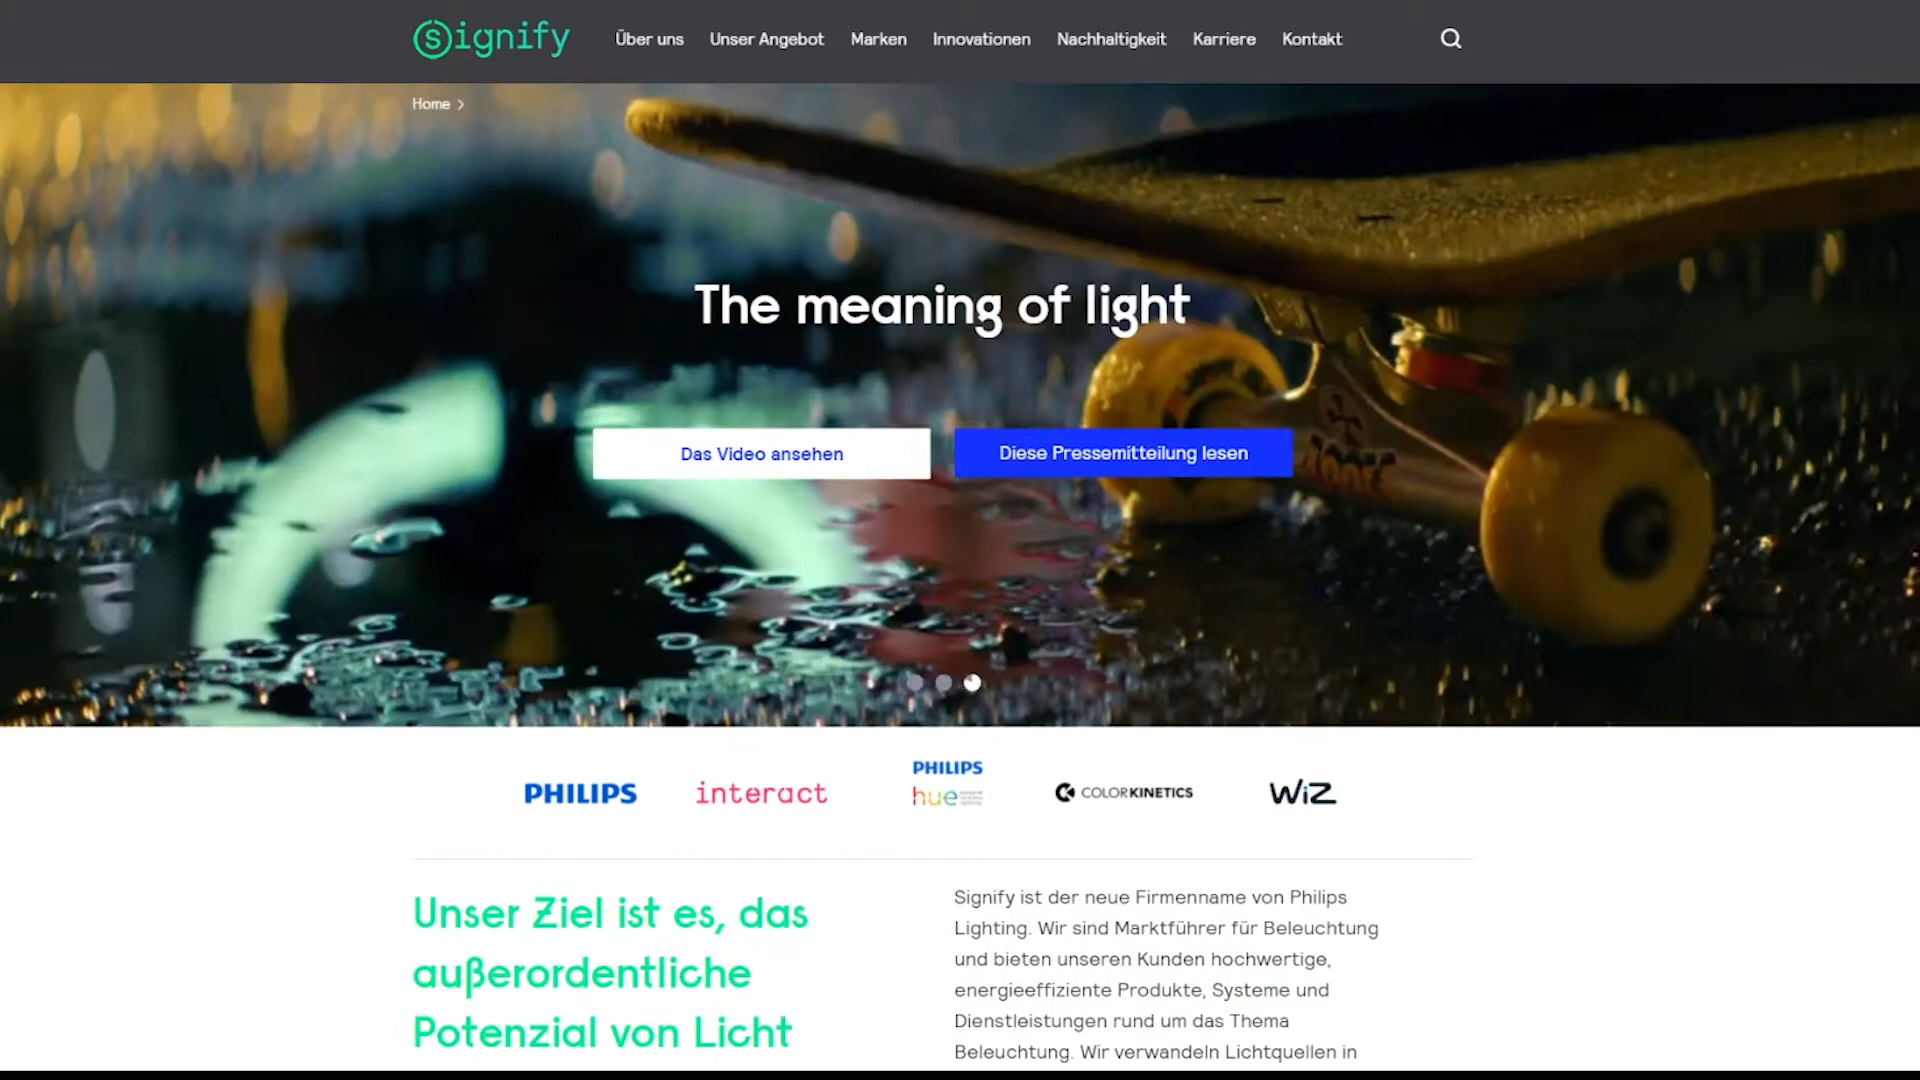 signify
Über uns
Unser Angebot
Marken
Innovationen
Nachhaltigkeit
Karriere
Kontakt
Home
The meaning of light
Das Video ansehen
Diese Pressemitteilung lesen
PHILIPS
interact
PHILIPS
hue
COLORKINETICS
WiZ
Unser Ziel ist es, das
außerordentliche
Potenzial von Licht
Signify ist der neue Firmenname von Philips
Lighting. Wir sind Marktführer für Beleuchtung
und bieten unseren Kunden hochwertige,
energieeffiziente Produkte, Systeme und
Dienstleistungen rund um das Thema
Beleuchtung. Wir verwandeln Lichtquellen in